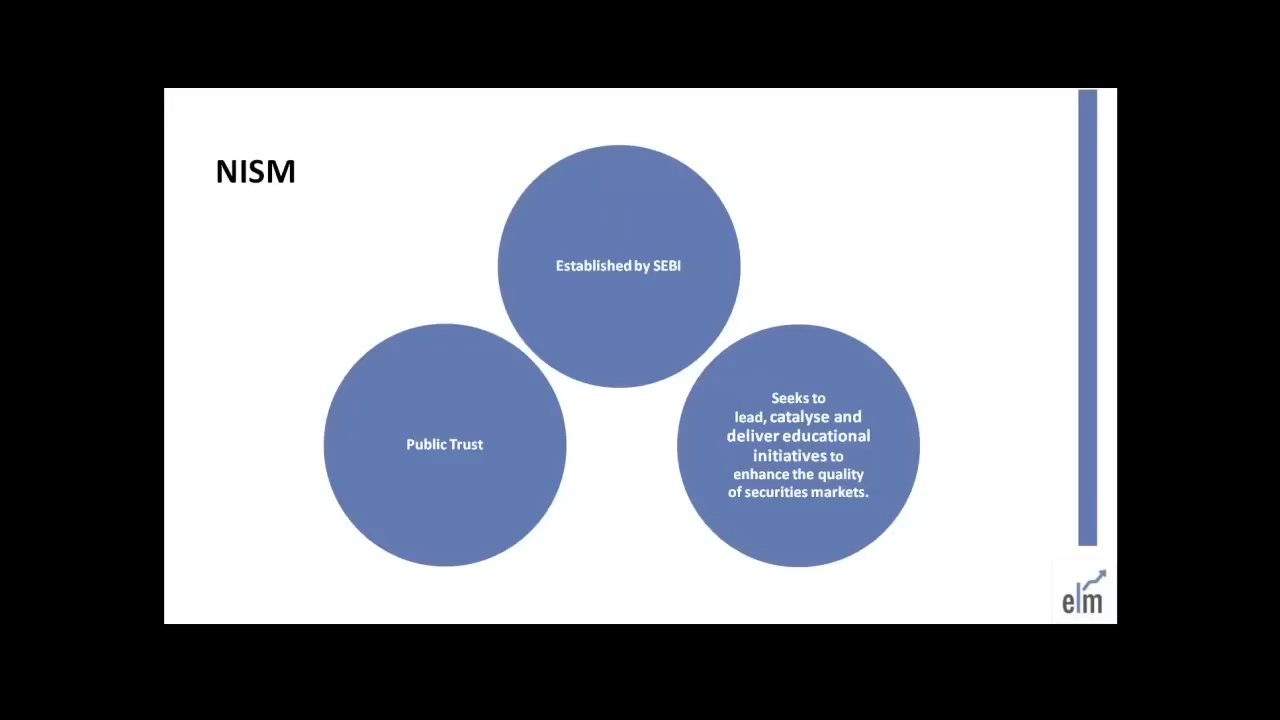 NISM
Established by SEBI
Public Trust
Seeks to
lead, catalyse and
deliver educational
initiatives to
enhance the quality
of securities markets.
elm